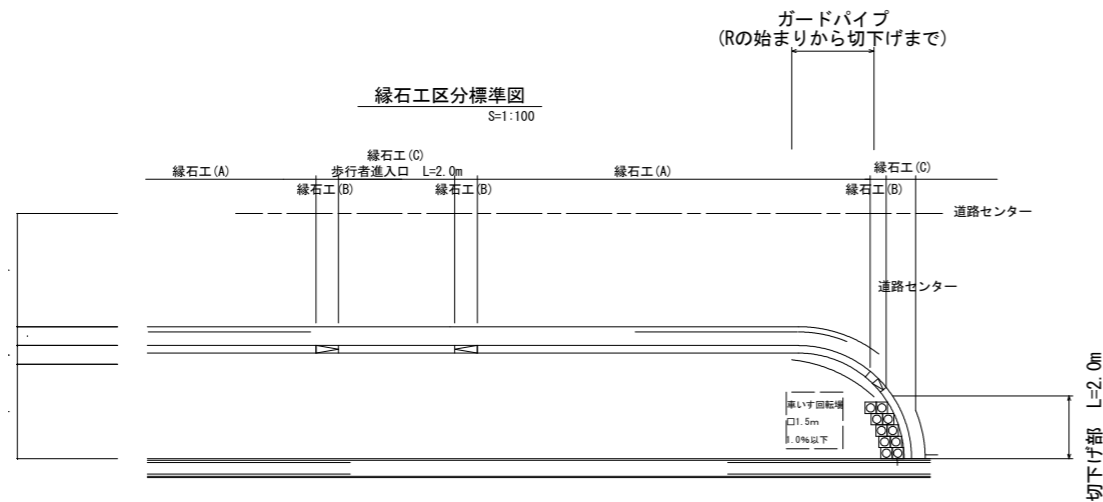 ガードパイプ
(Rの始まりから切下げまで)
縁石工区分標準図
S=1:100
縁石工(A)
縁石工(C)
歩行者進入口 L=2.0m
縁石工(B)
縁石工(B)
縁石工(A)
縁石工(C)
縁石工(B)
道路センター
道路センター
車いす回転場
口1.5m
1.0%以下
切下げ部 L=2.0m